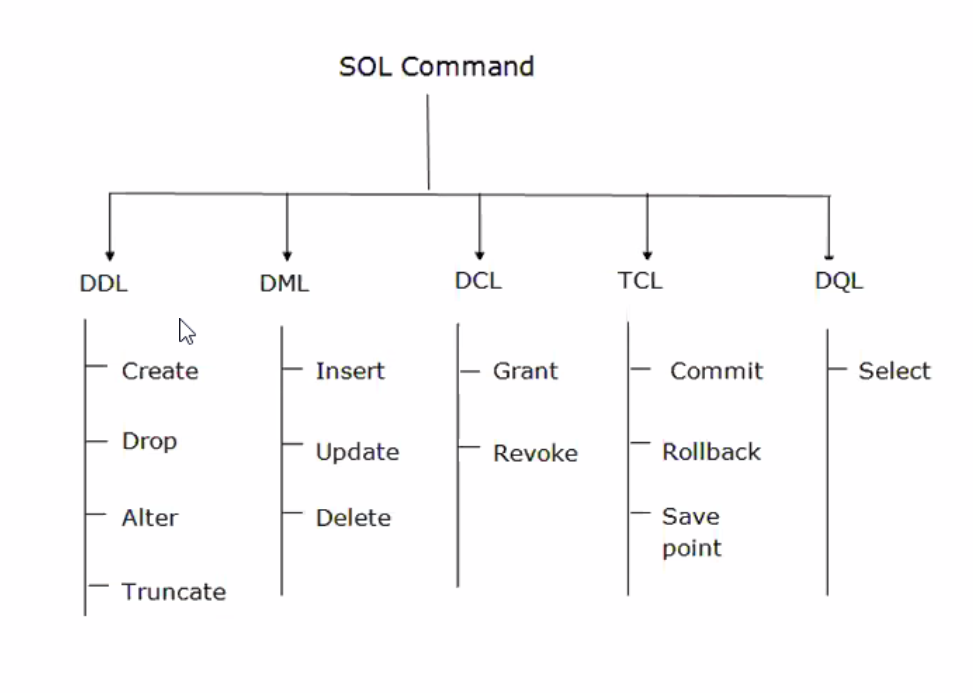 SOL Command
DDL
DML
DCL
TCL
DQL
Create
Insert
Grant
Commit
Select
Drop
Update
Revoke
Rollback
Alter
Delete
Save
point
Truncate